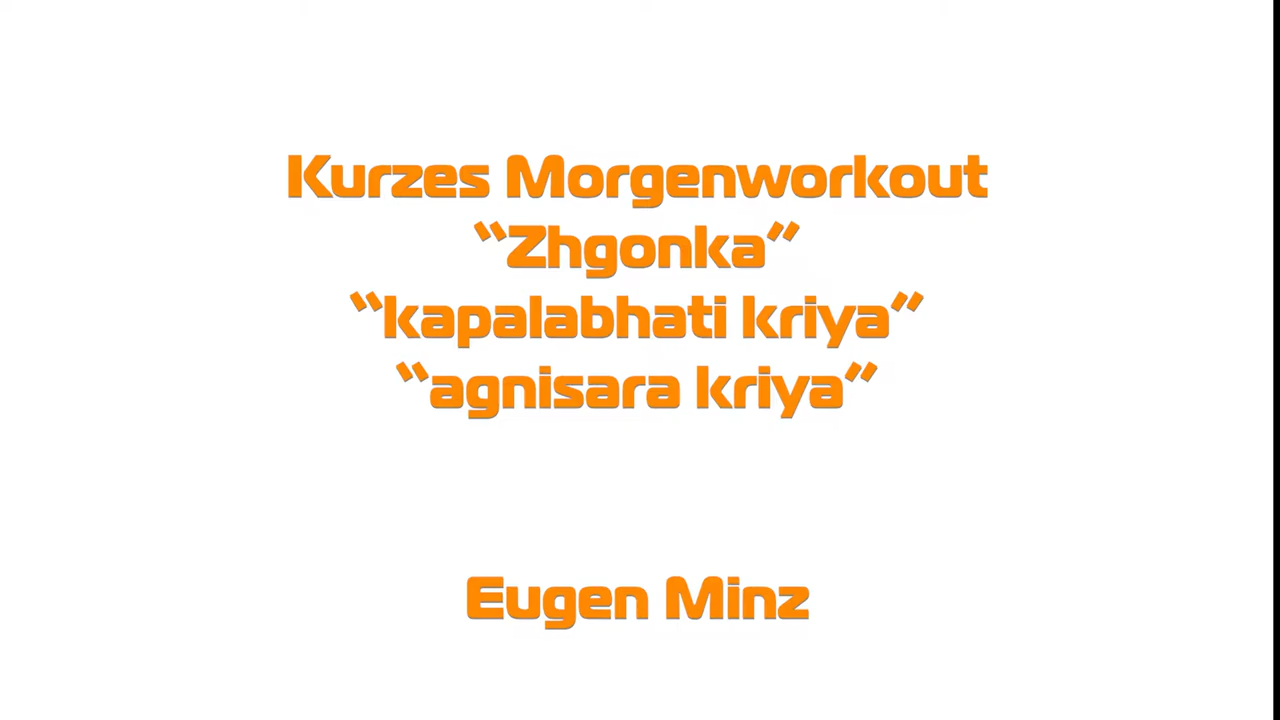 Kurzes Morgenworkout
“Zhgonka”
“kapalabhati kriya”
“agnisara kriya”
Eugen Minz